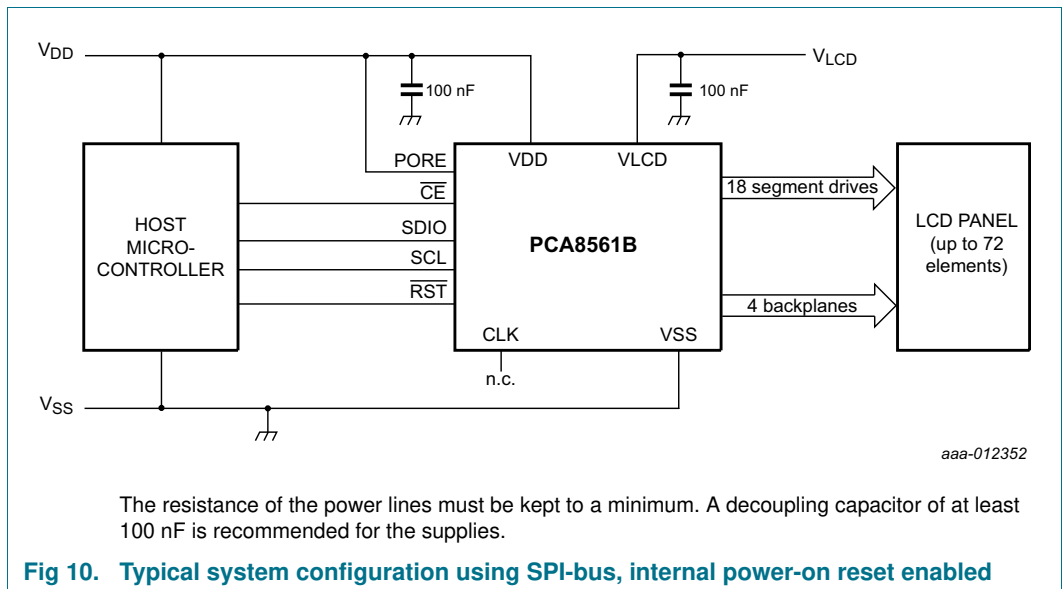 VDD
VLCD
100 nF
100 nF
PORE
VDD
VLCD
CE
SDIO
SCL
RST
HOST
MICRO-
CONTROLLER
PCA8561B
18 segment drives
4 backplanes
LCD PANEL
(up to 72
elements)
CLK
VSS
n.c.
VSS
aaa-012352
The resistance of the power lines must be kept to a minimum. A decoupling capacitor of at least
100 nF is recommended for the supplies.
Fig 10. Typical system configuration using SPI-bus, internal power-on reset enabled